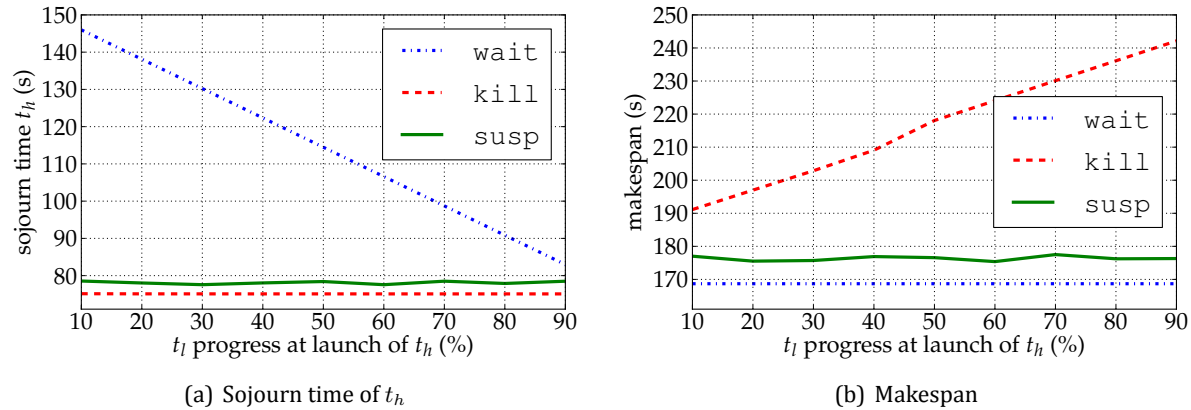 150
140
130
120
110
100
90
80
sojourn time t_h (s)
wait
kill
susp
10 20 30 40 50 60 70 80 90
t_l progress at launch of t_h (%)
(a) Sojourn time of t_h
250
240
230
220
210
200
190
180
170
makespan (s)
wait
kill
susp
10 20 30 40 50 60 70 80 90
t_l progress at launch of t_h (%)
(b) Makespan